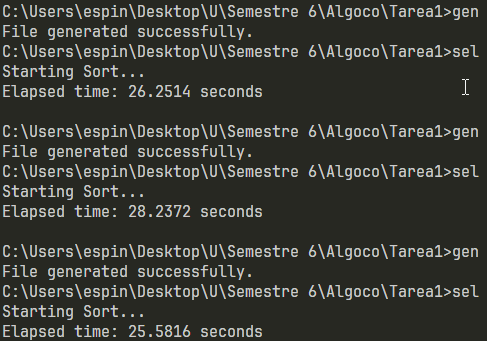 C:\Users\espin\Desktop\U\Semestre 6\Algoco\Tarea1>gen
File generated successfully.
C:\Users\espin\Desktop\U\Semestre 6\Algoco\Tarea1>sel
Starting Sort...
Elapsed time: 26.2514 seconds
C:\Users\espin\Desktop\U\Semestre 6\Algoco\Tarea1>gen
File generated successfully.
C:\Users\espin\Desktop\U\Semestre 6\Algoco\Tarea1>sel
Starting Sort...
Elapsed time: 28.2372 seconds
C:\Users\espin\Desktop\U\Semestre 6\Algoco\Tarea1>gen
File generated successfully.
C:\Users\espin\Desktop\U\Semestre 6\Algoco\Tarea1>sel
Starting Sort...
Elapsed time: 25.5816 seconds